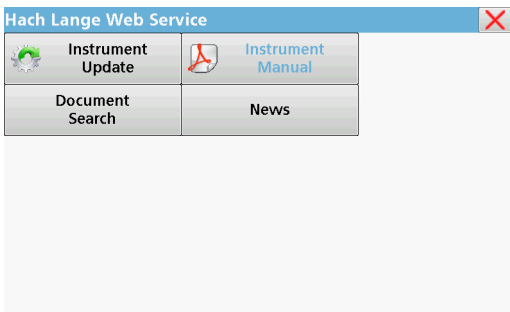 Hach Lange Web Service
Instrument
Update
Instrument
Manual
Document
Search
News